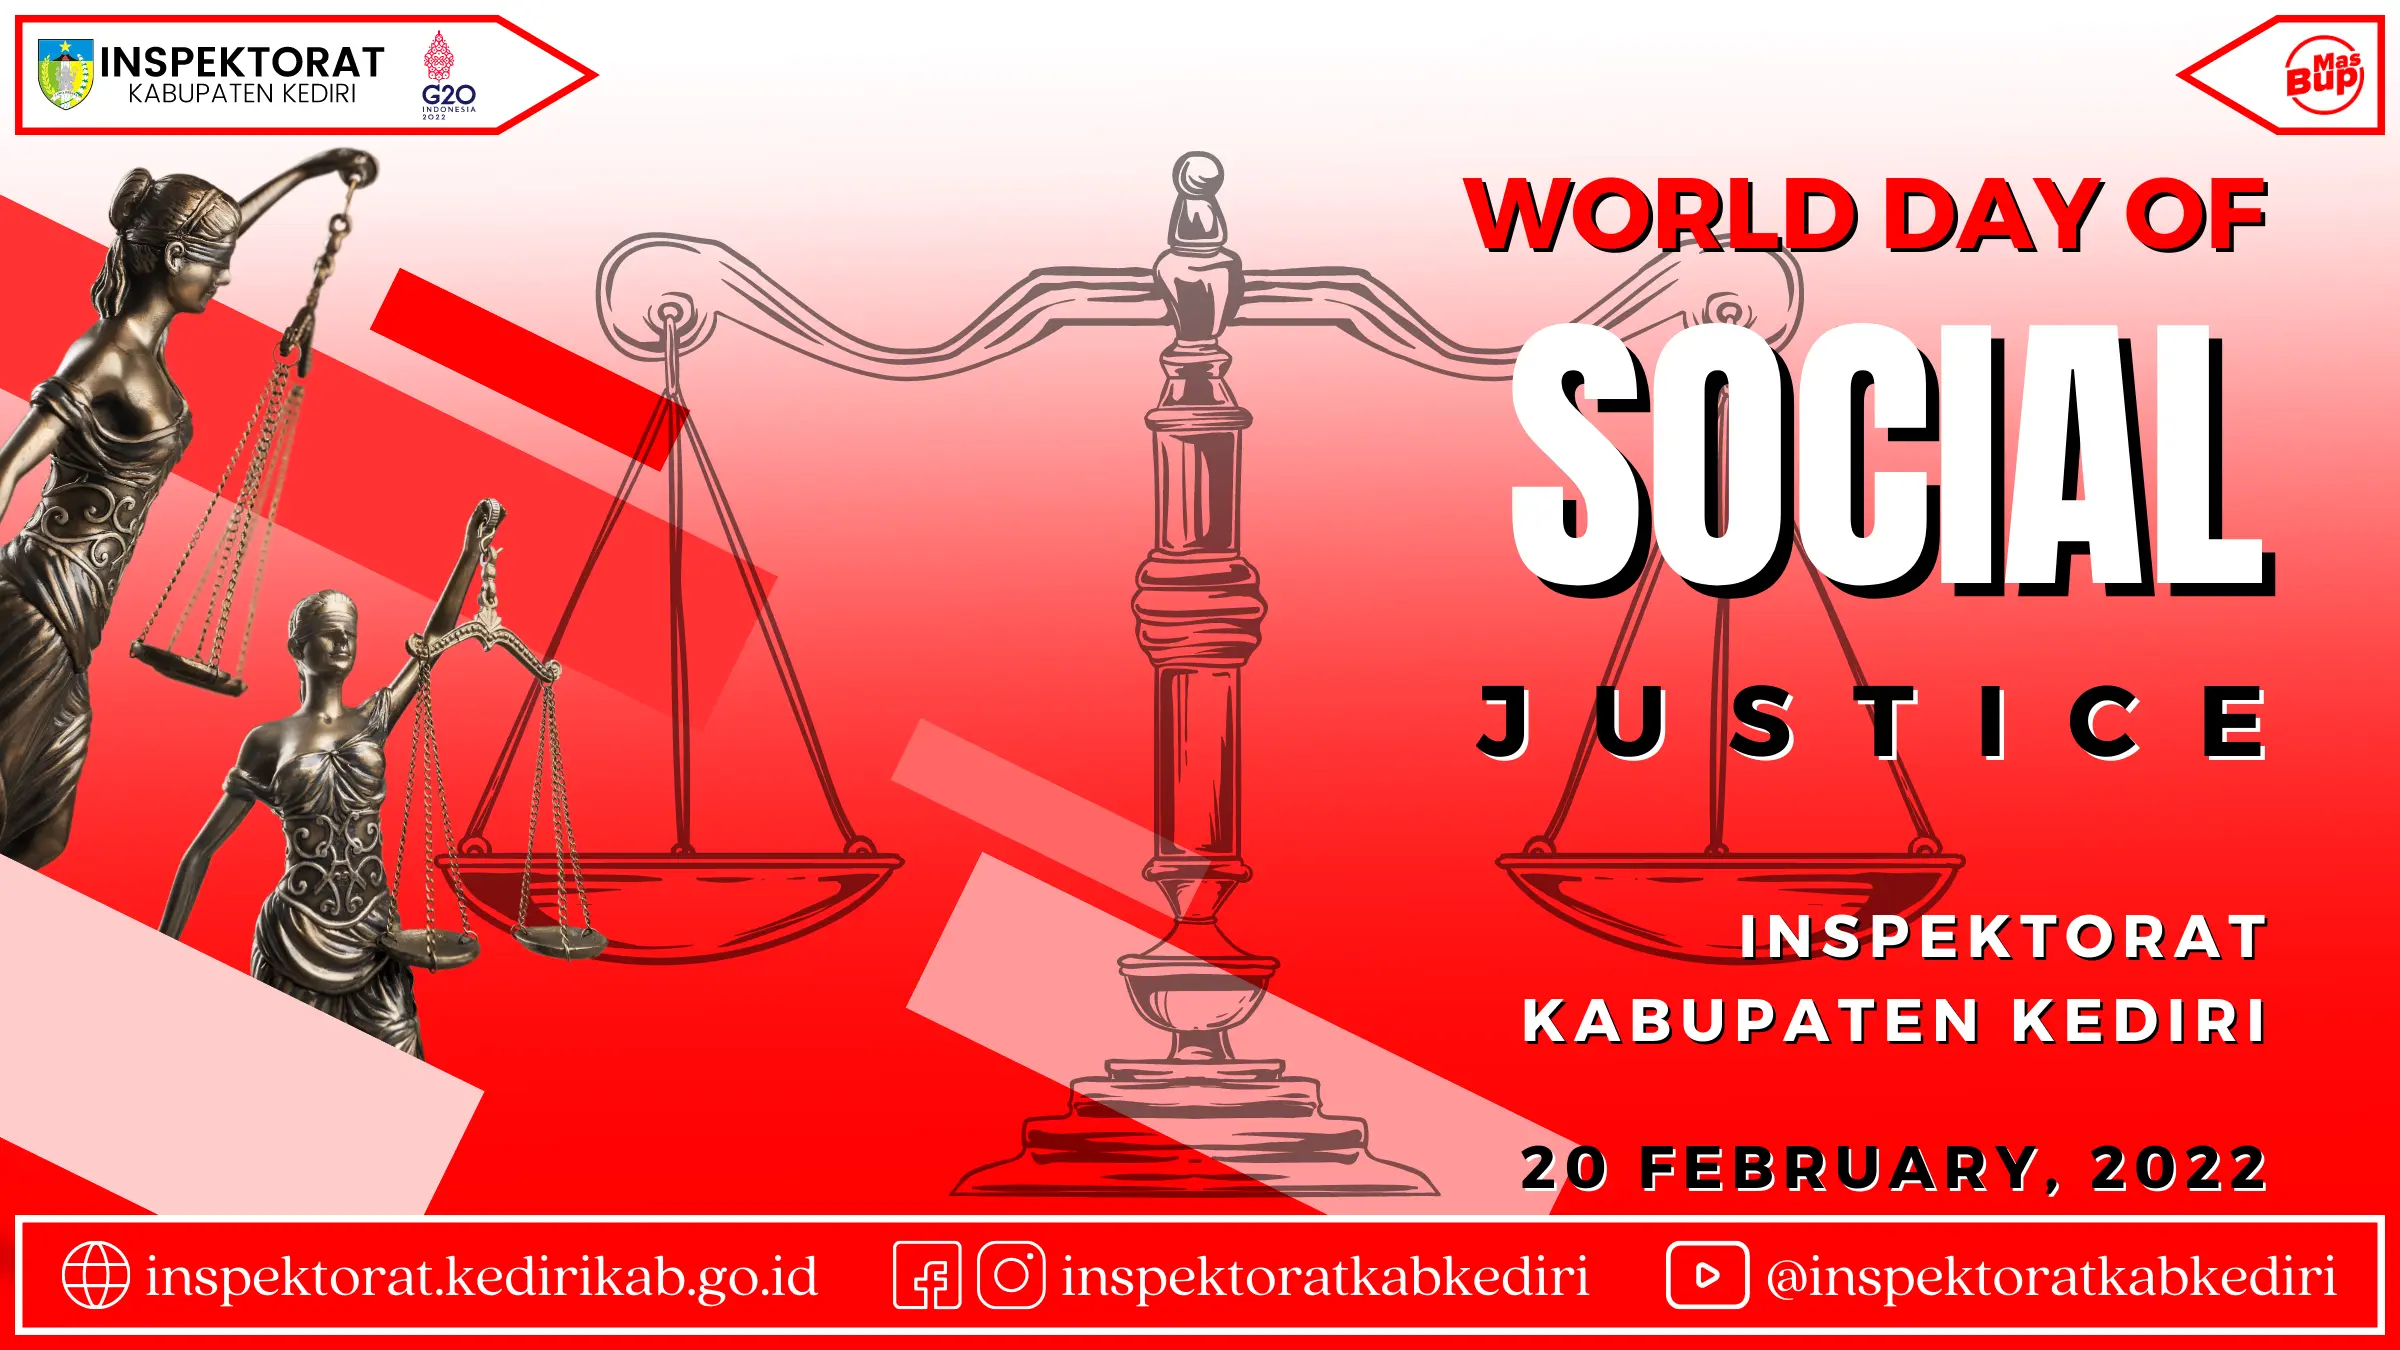 INSPEKTORAT
KABUPATEN KEDIRI
G20
INDONESIA
2022
Mas
Bup
WORLD DAY OF
SOCIAL
JUSTICE
INSPEKTORAT
KABUPATEN KEDIRI
20 FEBRUARY, 2022
inspektorat.kedirikab.go.id
inspektoratkabkediri
@inspektoratkabkediri